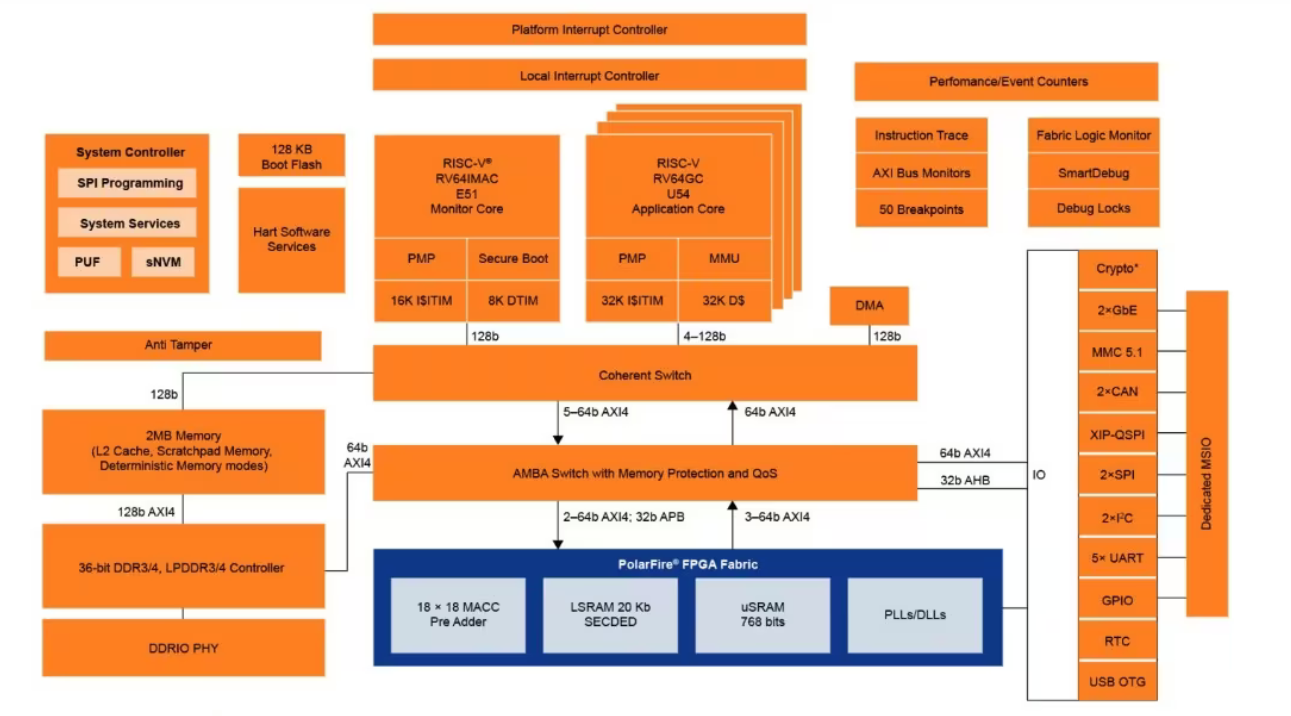 Platform Interrupt Controller
Local Interrupt Controller
Perfomance/Event Counters
Instruction Trace
AXI Bus Monitors
50 Breakpoints
Fabric Logic Monitor
SmartDebug
Debug Locks
System Controller
SPI Programming
System Services
PUF
sNVM
128 KB
Boot Flash
Hart Software
Services
RISC-V®
RV64IMAC
E51
Monitor Core
PMP
Secure Boot
16K I$ITIM
8K DTIM
RISC-V
RV64GC
U54
Application Core
PMP
MMU
32K I$ITIM
32K D$
DMA
128b
4–128b
128b
Anti Tamper
Coherent Switch
128b
5–64b AXI4
64b AXI4
2MB Memory
(L2 Cache, Scratchpad Memory,
Deterministic Memory modes)
64b
AXI4
AMBA Switch with Memory Protection and QoS
64b AXI4
32b AHB
IO
128b AXI4
2–64b AXI4; 32b APB
3–64b AXI4
36-bit DDR3/4, LPDDR3/4 Controller
DDRIO PHY
PolarFire® FPGA Fabric
18 × 18 MACC
Pre Adder
LSRAM 20 Kb
SECDED
uSRAM
768 bits
PLLs/DLLs
Crypto*
2×GbE
MMC 5.1
2×CAN
XIP-QSPI
2×SPI
2×I²C
5× UART
GPIO
RTC
USB OTG
Dedicated MSIO